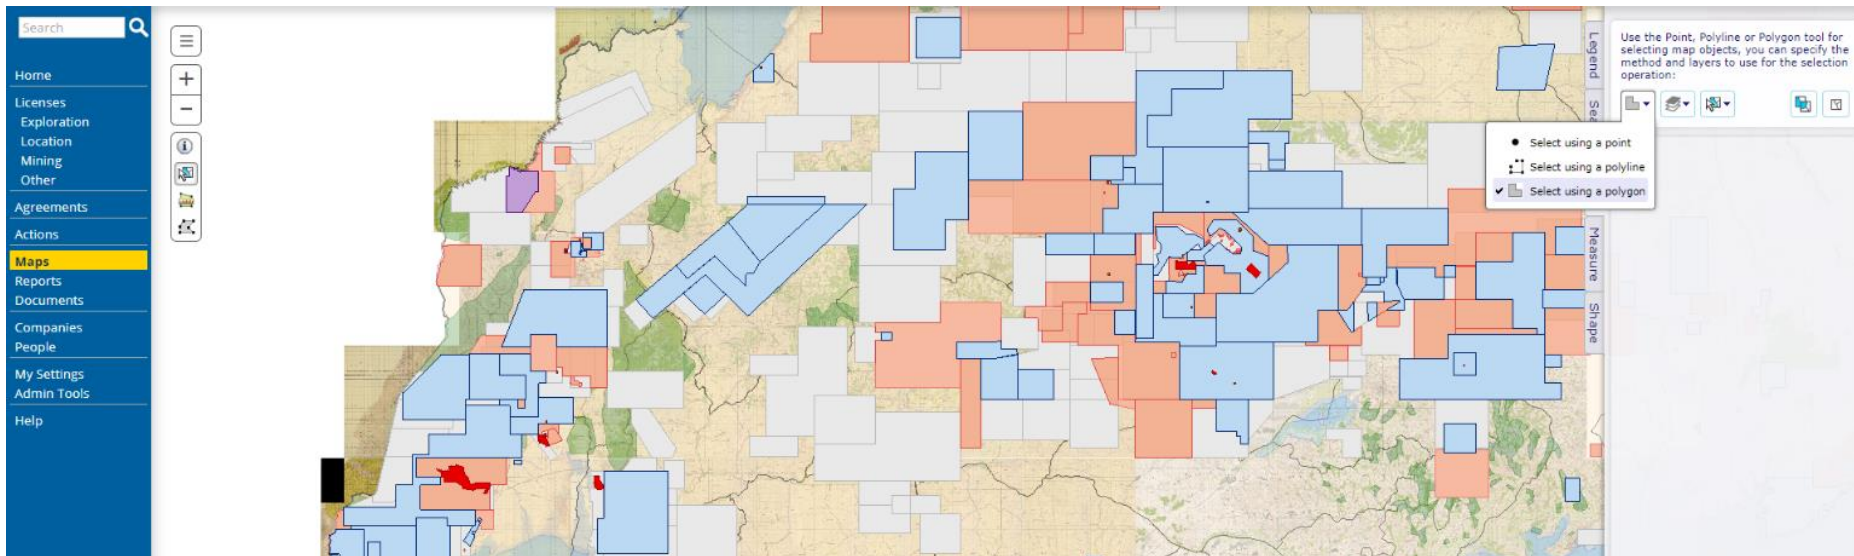 Search
Home
Licenses
Exploration
Location
Mining
Other
Agreements
Actions
Maps
Reports
Documents
Companies
People
My Settings
Admin Tools
Help
Legend
Measure
Shape
Use the Point, Polyline or Polygon tool for
selecting map objects, you can specify the
method and layers to use for the selection
operation:
Select using a point
Select using a polyline
Select using a polygon